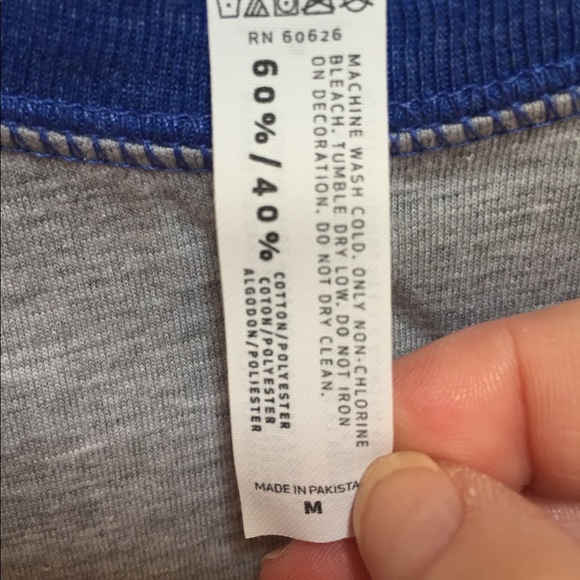 RN 60626
60%/40%
COTTON/POLYESTER
COTON/POLYESTER
ALGODON/POLIESTER
MACHINE WASH COLD. ONLY NON-CHLORINE
BLEACH. TUMBLE DRY LOW. DO NOT IRON
ON DECORATION. DO NOT DRY CLEAN.
MADE IN PAKISTA
M